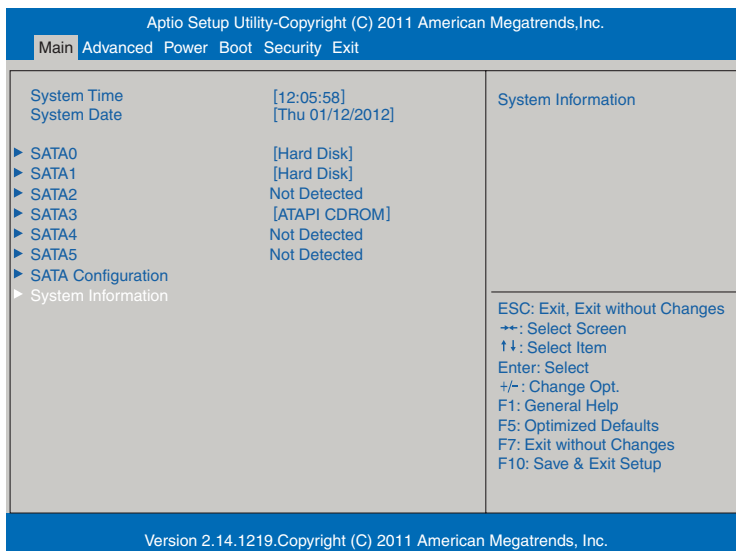 Aptio Setup Utility-Copyright (C) 2011 American Megatrends,Inc.
Main Advanced Power Boot Security Exit
System Time [12:05:58]
System Date [Thu 01/12/2012]
SATA0 [Hard Disk]
SATA1 [Hard Disk]
SATA2 Not Detected
SATA3 [ATAPI CDROM]
SATA4 Not Detected
SATA5 Not Detected
SATA Configuration
System Information
System Information
ESC: Exit, Exit without Changes
→←: Select Screen
↑↓: Select Item
Enter: Select
+/-: Change Opt.
F1: General Help
F5: Optimized Defaults
F7: Exit without Changes
F10: Save & Exit Setup
Version 2.14.1219.Copyright (C) 2011 American Megatrends, Inc.